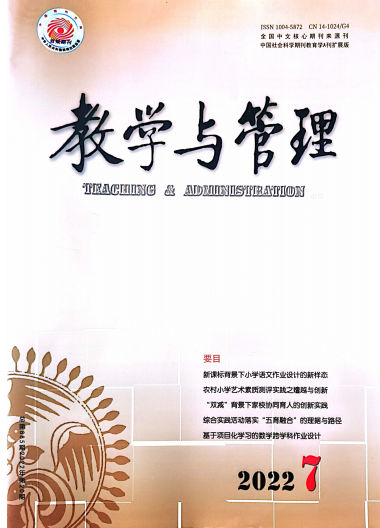 ISSN 1004-5872 CN 14-1024/G4
全国中文核心期刊来源刊
中国社会科学期刊教育学A刊扩展版
教学与管理
TEACHING & ADMINISTRATION
要目
新课标背景下小学语文作业设计的新样态
农村小学艺术素质测评实践之嬗越与创新
“双减”背景下家校协同育人的创新实践
综合实践活动落实“五育融合”的理据与路径
基于项目化学习的数学跨学科作业设计
2022 7